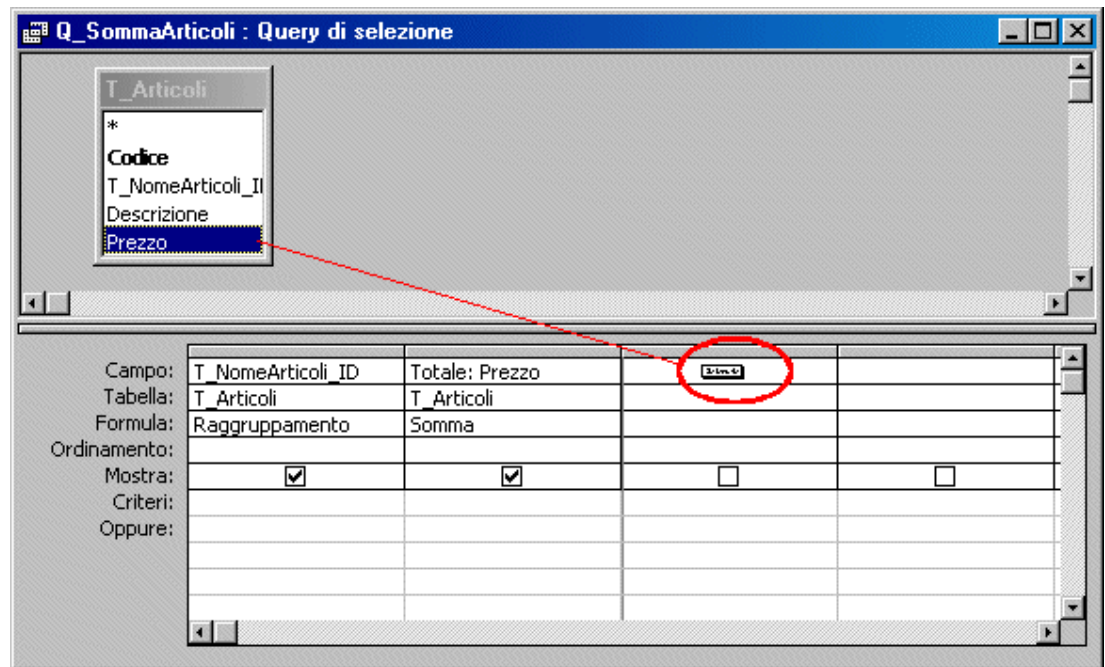 Q_SommaArticoli : Query di selezione
T_Articoli
*
Codice
T_NomeArticoli_I
Descrizione
Prezzo
Campo: T_NomeArticoli_ID Totale: Prezzo
Tabella: T_Articoli T_Articoli
Formula: Raggruppamento Somma
Ordinamento:
Mostra:
Criteri:
Oppure: